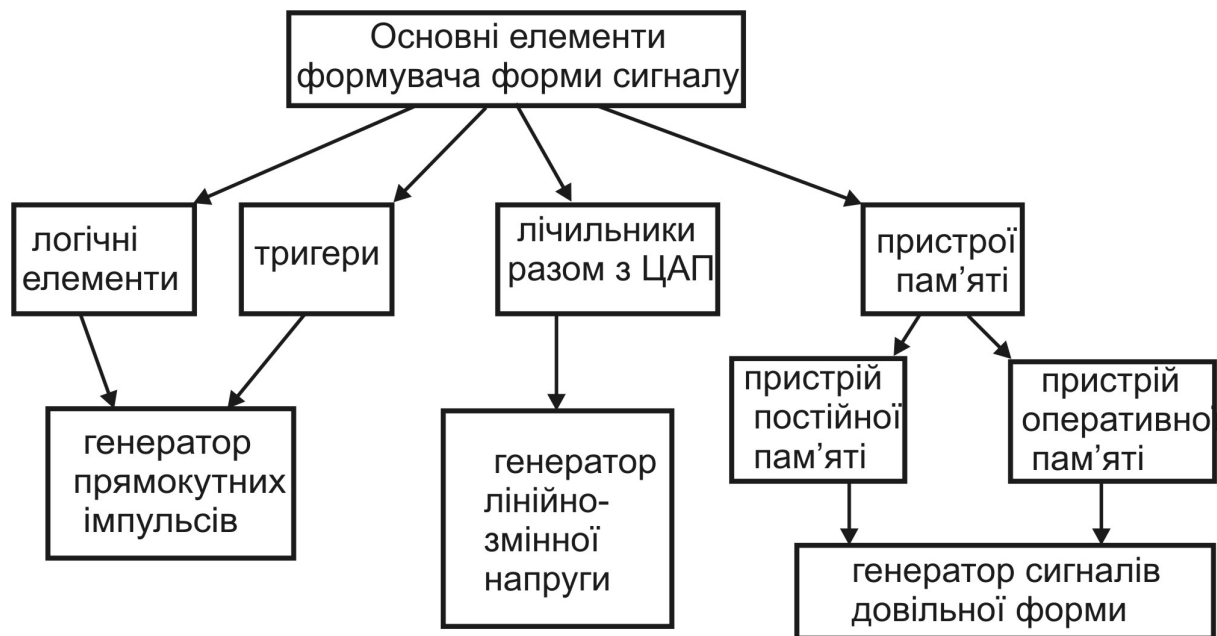 Основні елементи
формувача форми сигналу
логічні
елементи
тригери
лічильники
разом з ЦАП
пристрої
пам’яті
пристрій
постійної
пам’яті
пристрій
оперативної
пам’яті
генератор
прямокутних
імпульсів
генератор
лінійно-
змінної
напруги
генератор сигналів
довільної форми